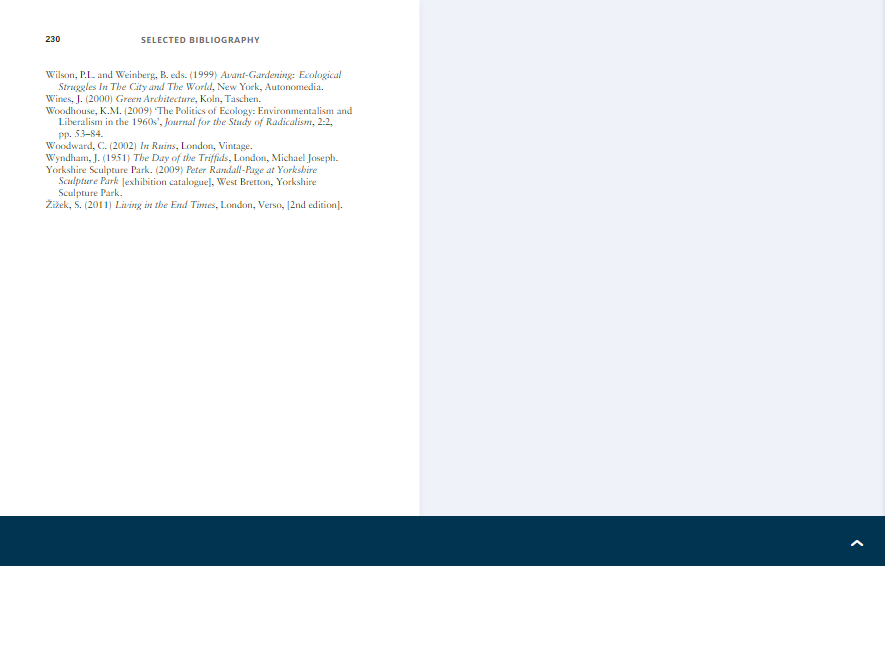 230
SELECTED BIBLIOGRAPHY
Wilson, P.L. and Weinberg, B. eds. (1999) Avant-Gardening: Ecological
Struggles In The City and The World, New York, Autonomedia.
Wines, J. (2000) Green Architecture, Koln, Taschen.
Woodhouse, K.M. (2009) ‘The Politics of Ecology: Environmentalism and
Liberalism in the 1960s’, Journal for the Study of Radicalism, 2:2,
pp. 53–84.
Woodward, C. (2002) In Ruins, London, Vintage.
Wyndham, J. (1951) The Day of the Triffids, London, Michael Joseph.
Yorkshire Sculpture Park. (2009) Peter Randall-Page at Yorkshire
Sculpture Park [exhibition catalogue], West Bretton, Yorkshire
Sculpture Park.
Žižek, S. (2011) Living in the End Times, London, Verso, [2nd edition].